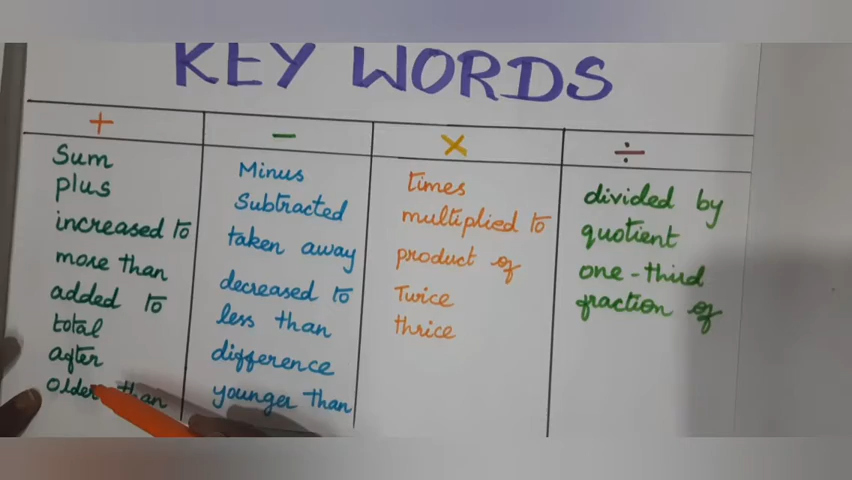 KEY WORDS
+
−
×
÷
Sum
plus
increased to
more than
added to
total
after
Older than
Minus
Subtracted
taken away
decreased to
less than
difference
younger than
times
multiplied to
product of
Twice
thrice
divided by
quotient
one-third
fraction of